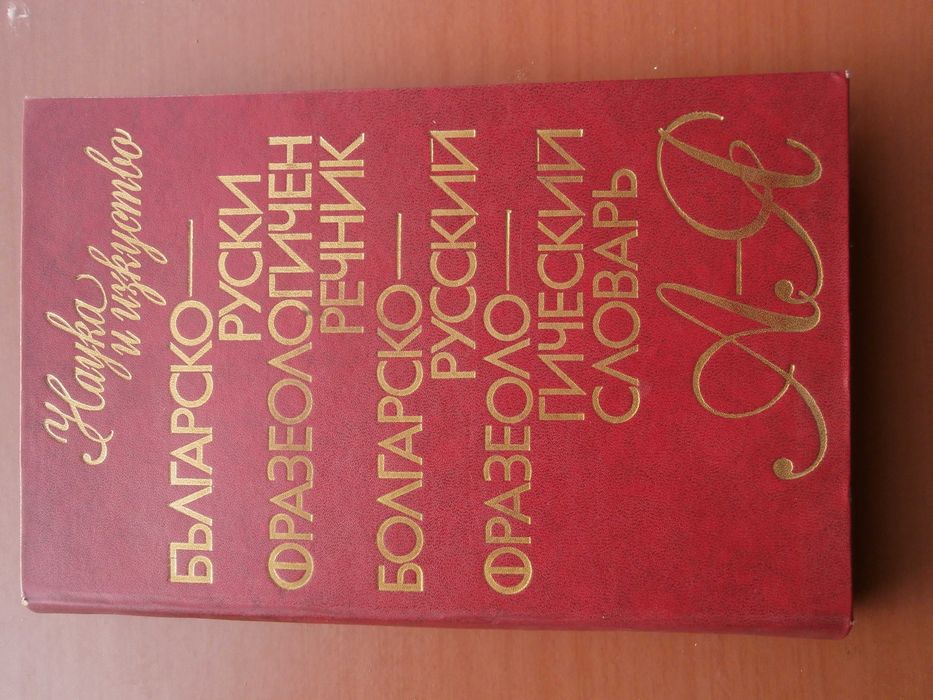 Наука
и изкуство
БЪЛГАРСКО—
РУСКИ
ФРАЗЕОЛОГИЧЕН
РЕЧНИК
БОЛГАРСКО—
РУССКИЙ
ФРАЗЕОЛО—
ГИЧЕСКИЙ
СЛОВАРЬ
А—Я